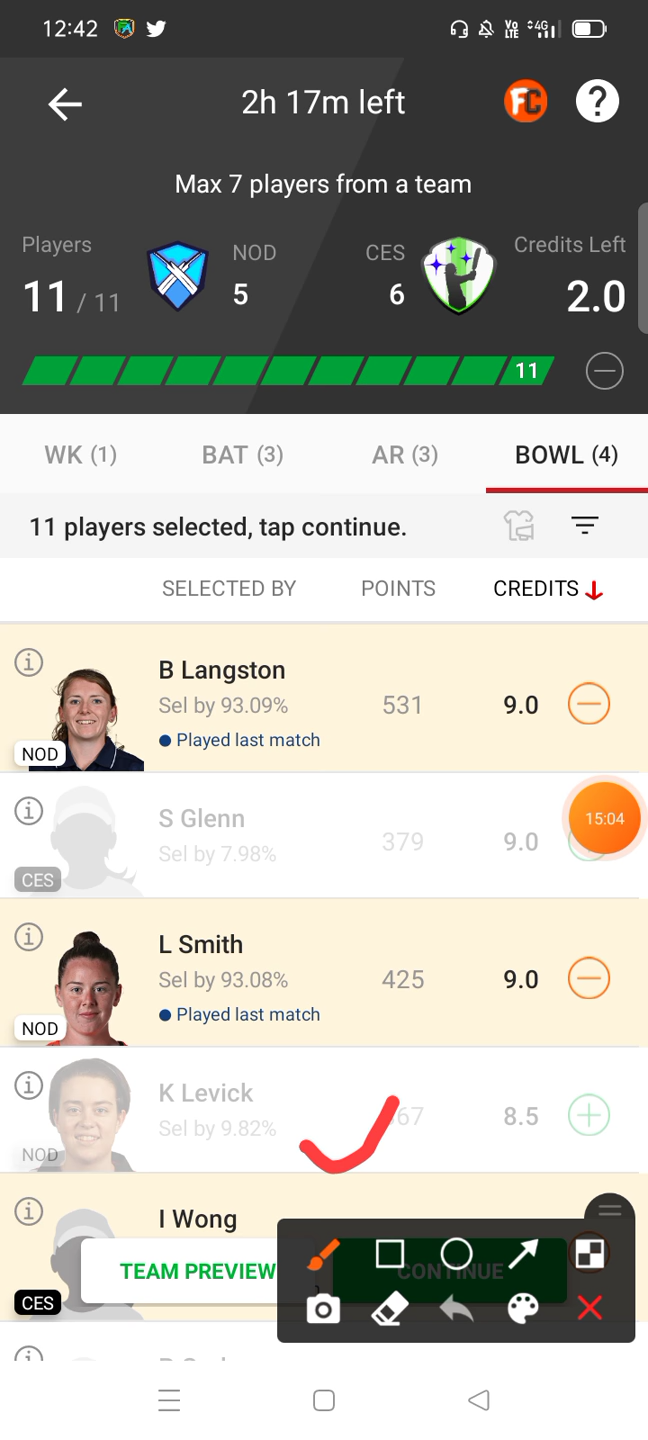 12:42 VO LTE 4G
2h 17m left FC ?
Max 7 players from a team
Players NOD CES Credits Left
11 / 11 5 6 2.0
11
WK (1) BAT (3) AR (3) BOWL (4)
11 players selected, tap continue.
SELECTED BY POINTS CREDITS
B Langston
Sel by 93.09% 531 9.0
Played last match
NOD
S Glenn
Sel by 7.98% 379 9.0
15:04
CES
L Smith
Sel by 93.08% 425 9.0
Played last match
NOD
K Levick
Sel by 9.82% 67 8.5
NOD
I Wong
TEAM PREVIEW CONTINUE
CES